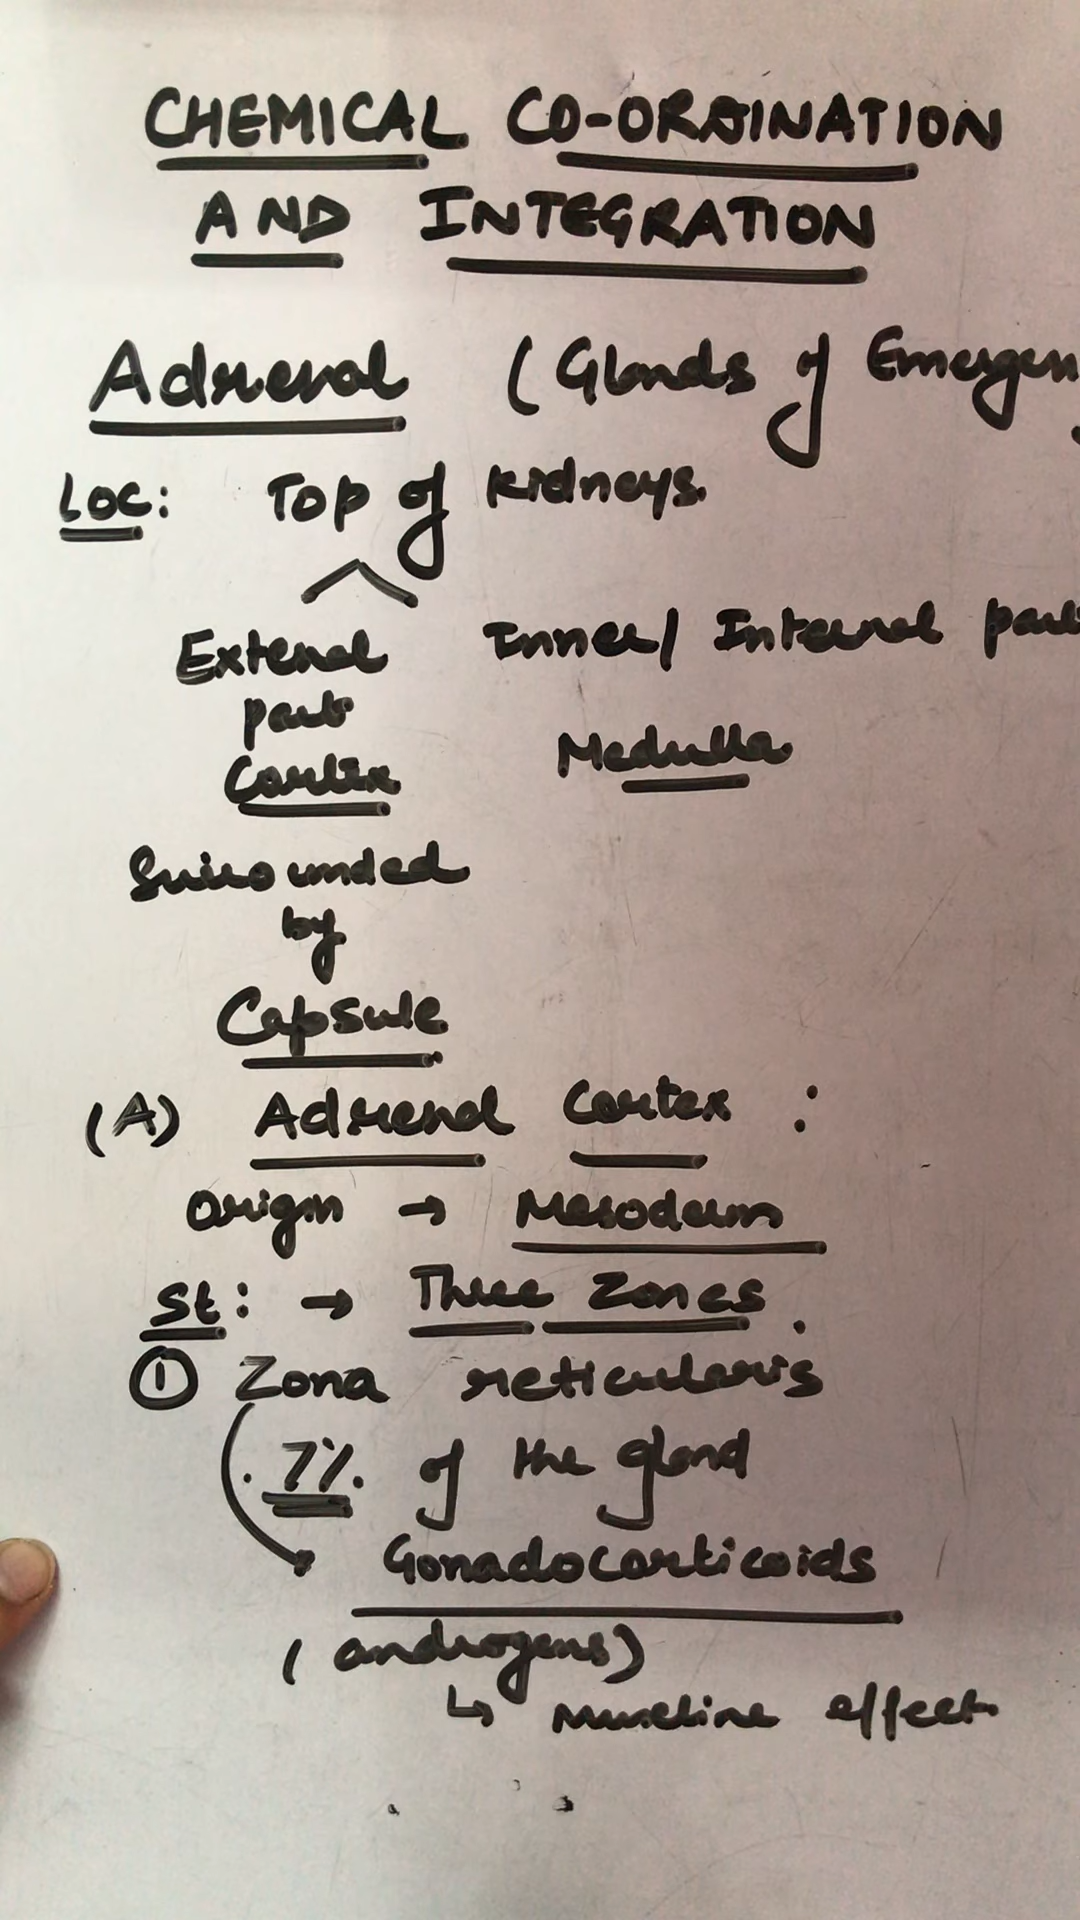 CHEMICAL CO-ORDINATION
AND INTEGRATION
Adrenal (Glands of Emergen
Loc: Top of kidneys.
External Inner/ Internal part
part
Cortex Medulla
Surrounded
by
Capsule
(A) Adrenal Cortex :
Origin → Mesoderm
St: → Three Zones.
① Zona reticularis
7% of the gland
Gonadocorticoids
(androgens)
↳ effect